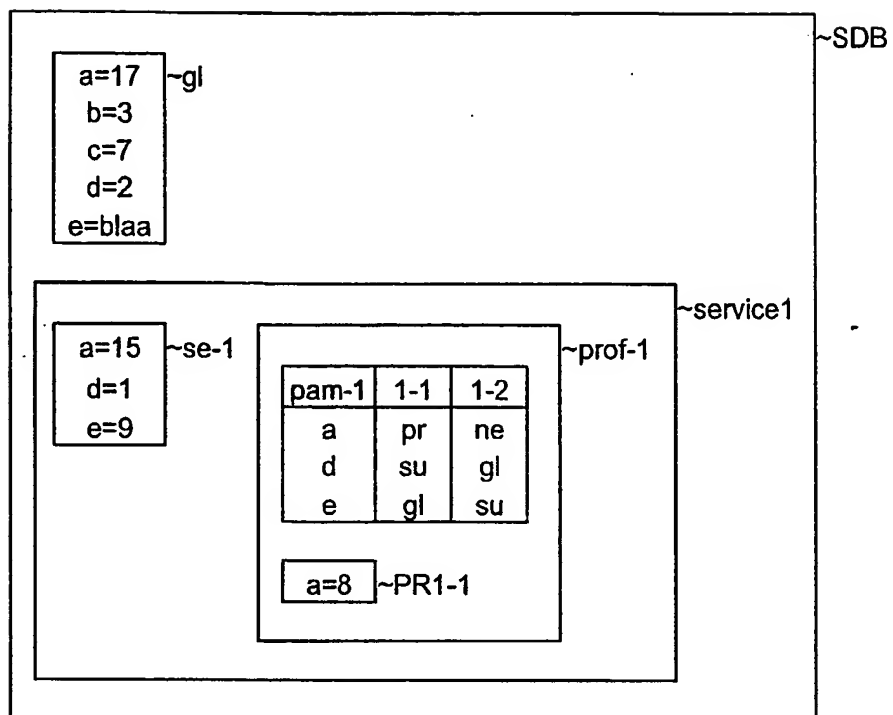 ~SDB
a=17 ~gl
b=3
c=7
d=2
e=blaa
~service1
a=15 ~se-1
d=1
e=9
~prof-1
pam-1 1-1 1-2
a pr ne
d su gl
e gl su
a=8 ~PR1-1